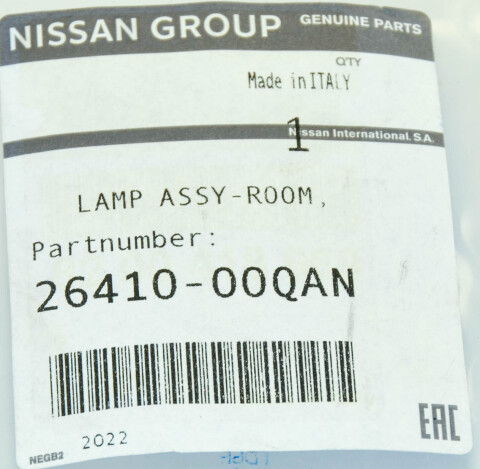 NISSAN GROUP GENUINE PARTS
Q'TY
Made in ITALY
1
Nissan International. S.A.
LAMP ASSY-ROOM,
Partnumber:
26410-00QAN
EAC
NEGB2 2022